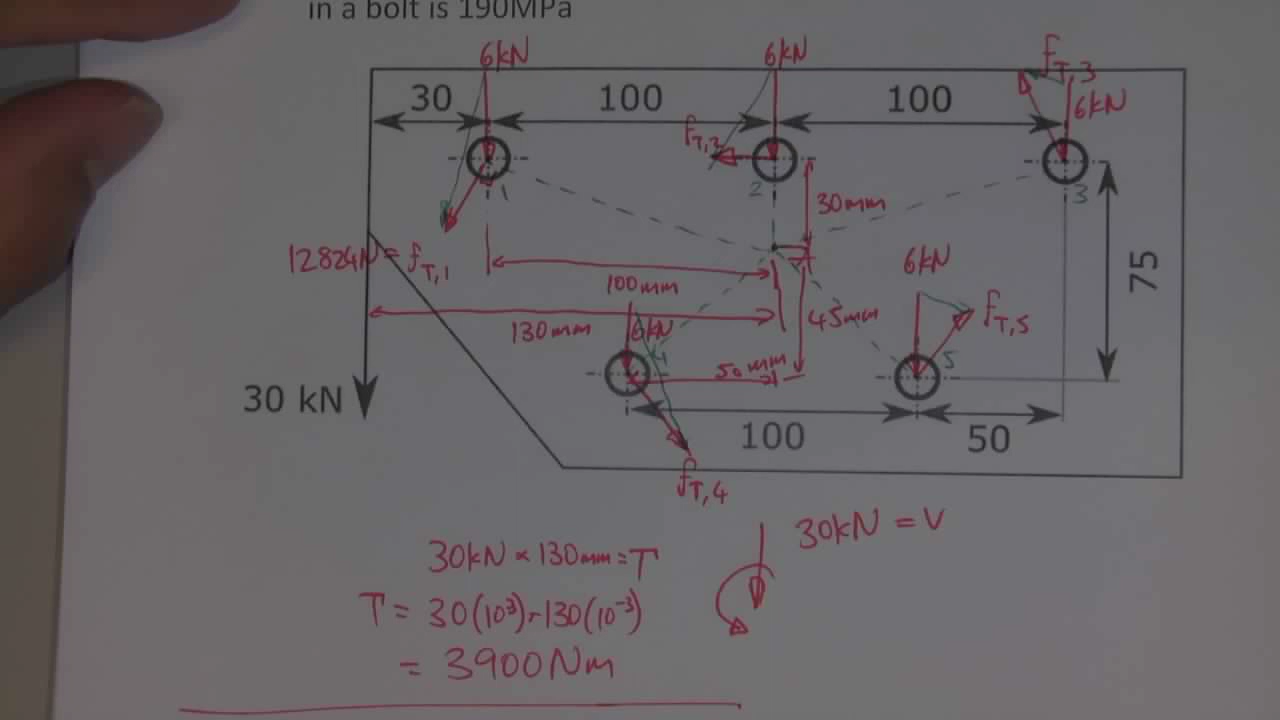 in a bolt is 190MPa
6kN 6kN f_T,3
30 100 100 6kN
f_T,2
1 2 3
30mm
12824N = f_T,1
100mm
6kN
75
130mm 6kN 45mm f_T,5
4 50mm 5
30 kN
100 50
f_T,4
30kN = V
30kN × 130mm = T
T = 30(10³) × 130(10⁻³)
= 3900Nm